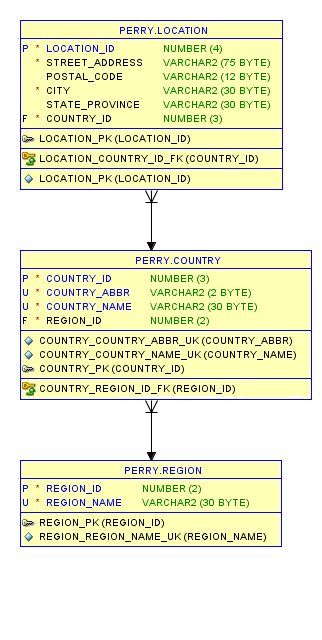 PERRY.LOCATION
P * LOCATION_ID NUMBER (4)
* STREET_ADDRESS VARCHAR2 (75 BYTE)
POSTAL_CODE VARCHAR2 (12 BYTE)
* CITY VARCHAR2 (30 BYTE)
STATE_PROVINCE VARCHAR2 (30 BYTE)
F * COUNTRY_ID NUMBER (3)
LOCATION_PK (LOCATION_ID)
LOCATION_COUNTRY_ID_FK (COUNTRY_ID)
LOCATION_PK (LOCATION_ID)
PERRY.COUNTRY
P * COUNTRY_ID NUMBER (3)
U * COUNTRY_ABBR VARCHAR2 (2 BYTE)
U * COUNTRY_NAME VARCHAR2 (30 BYTE)
F * REGION_ID NUMBER (2)
COUNTRY_COUNTRY_ABBR_UK (COUNTRY_ABBR)
COUNTRY_COUNTRY_NAME_UK (COUNTRY_NAME)
COUNTRY_PK (COUNTRY_ID)
COUNTRY_REGION_ID_FK (REGION_ID)
PERRY.REGION
P * REGION_ID NUMBER (2)
U * REGION_NAME VARCHAR2 (30 BYTE)
REGION_PK (REGION_ID)
REGION_REGION_NAME_UK (REGION_NAME)